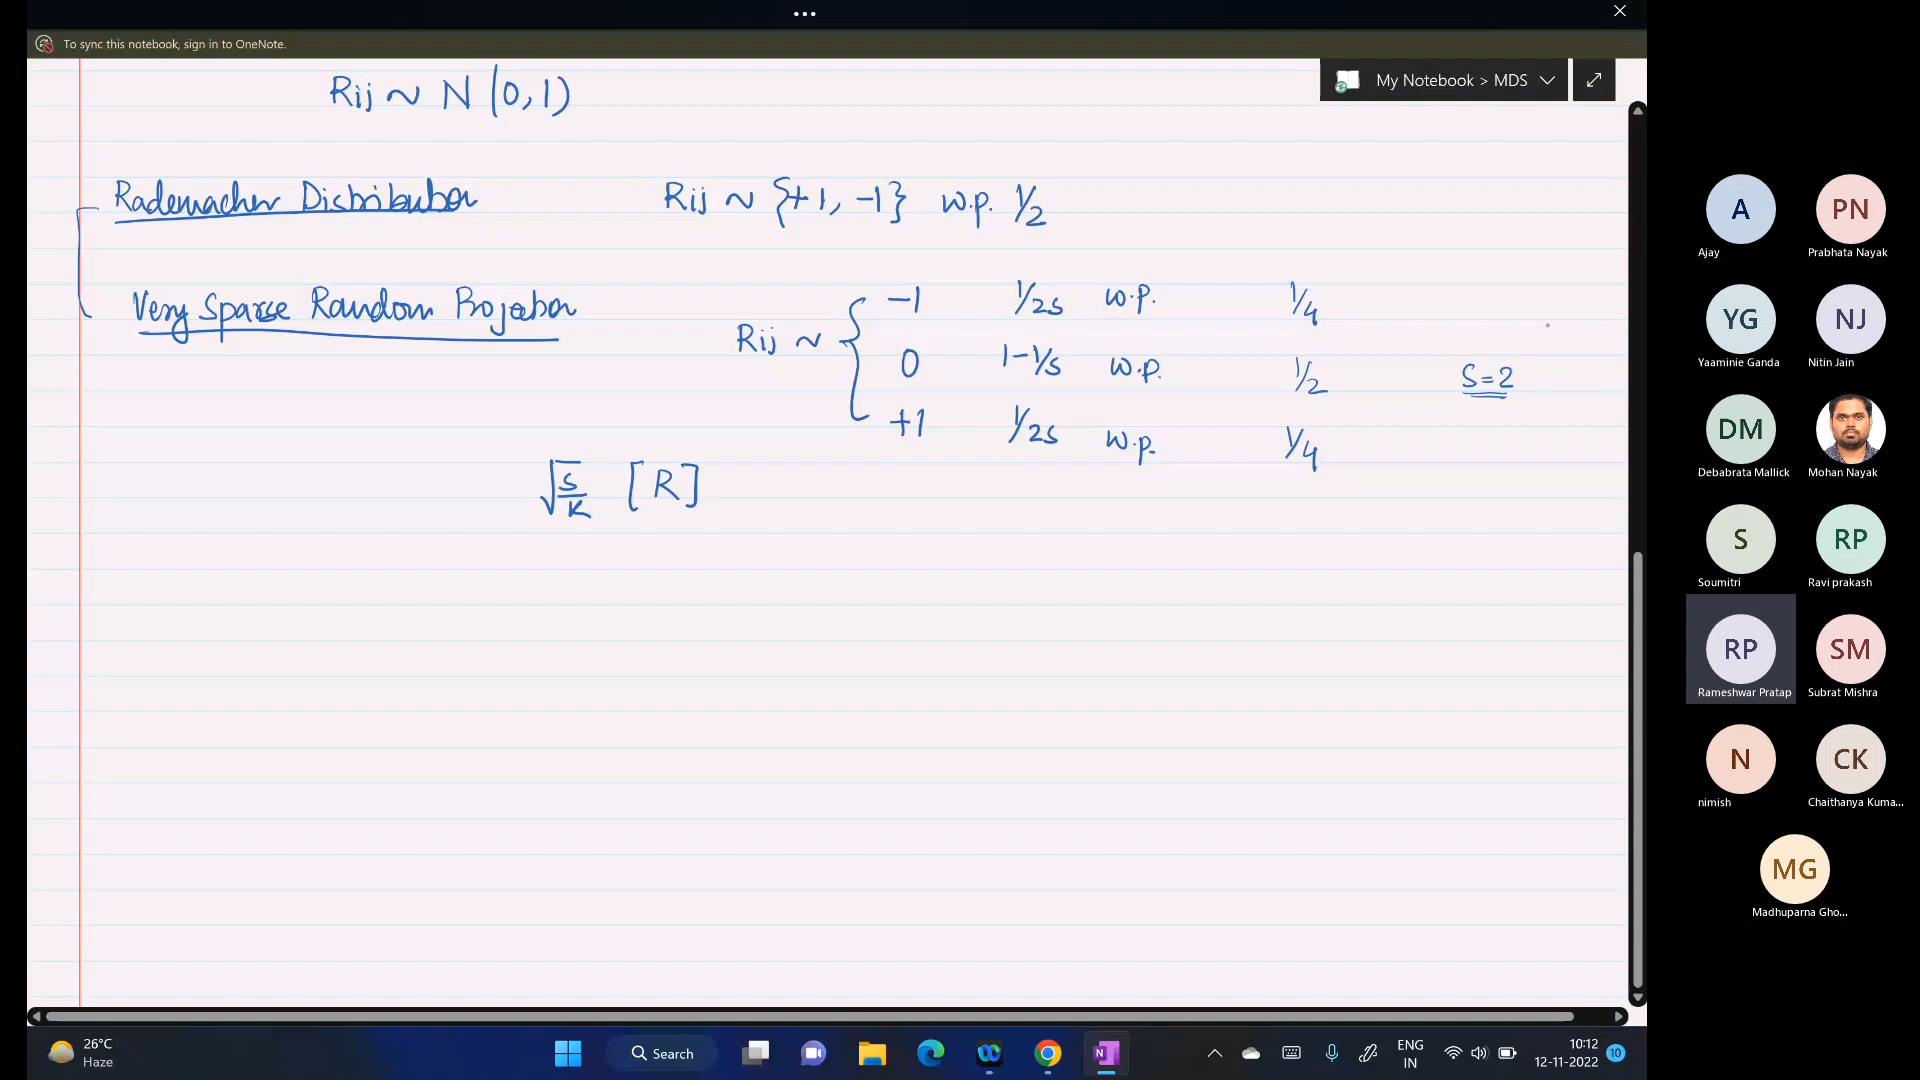 To sync this notebook, sign in to OneNote.
My Notebook > MDS
Rij ~ N (0,1)
Rademacher Distribution Rij ~ {+1, -1} w.p. 1/2
Very Sparse Random Projection
Rij ~ { -1 1/2s w.p. 1/4
0 1-1/s w.p. 1/2 S=2
+1 1/2s w.p. 1/4
√s/k [R]
A
Ajay
PN
Prabhata Nayak
YG
Yaaminie Ganda
NJ
Nitin Jain
DM
Debabrata Mallick
Mohan Nayak
S
Soumitri
RP
Ravi prakash
RP
Rameshwar Pratap
SM
Subrat Mishra
N
nimish
CK
Chaithanya Kuma...
MG
Madhuparna Gho...
26°C
Haze
Search
ENG
IN
10:12
12-11-2022
10